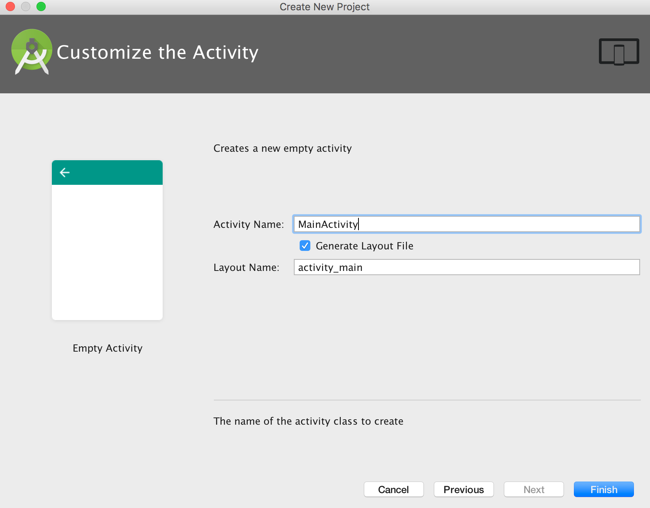 Create New Project
Customize the Activity
Creates a new empty activity
Activity Name: MainActivity
Generate Layout File
Layout Name: activity_main
Empty Activity
The name of the activity class to create
Cancel Previous Next Finish